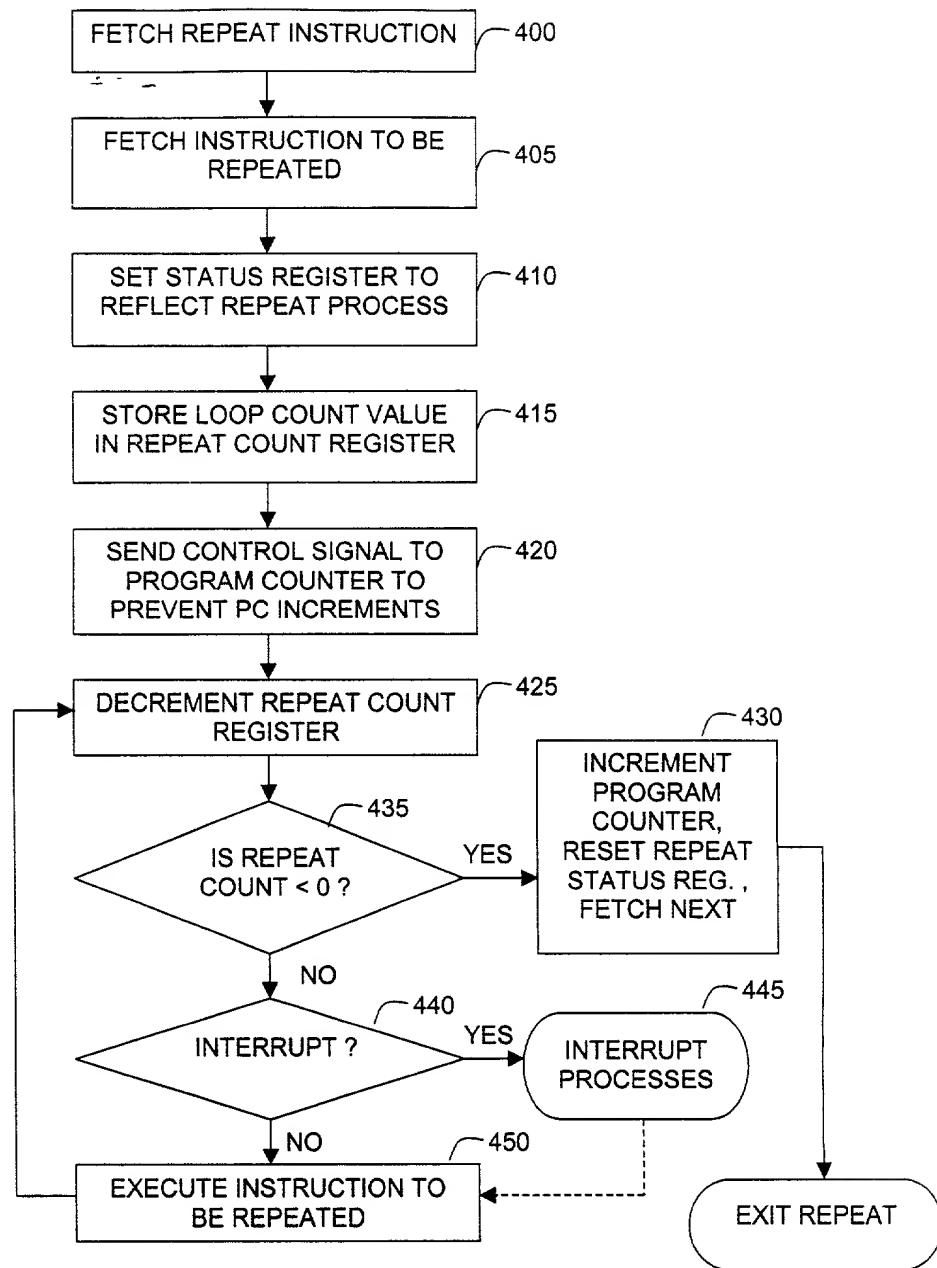 FETCH REPEAT INSTRUCTION
400
FETCH INSTRUCTION TO BE
REPEATED
405
SET STATUS REGISTER TO
REFLECT REPEAT PROCESS
410
STORE LOOP COUNT VALUE
IN REPEAT COUNT REGISTER
415
SEND CONTROL SIGNAL TO
PROGRAM COUNTER TO
PREVENT PC INCREMENTS
420
DECREMENT REPEAT COUNT
REGISTER
425
430
INCREMENT
PROGRAM
COUNTER,
RESET REPEAT
STATUS REG. ,
FETCH NEXT
435
IS REPEAT
COUNT < 0 ?
YES
NO
440
INTERRUPT ?
YES
445
INTERRUPT
PROCESSES
NO
450
EXECUTE INSTRUCTION TO
BE REPEATED
EXIT REPEAT